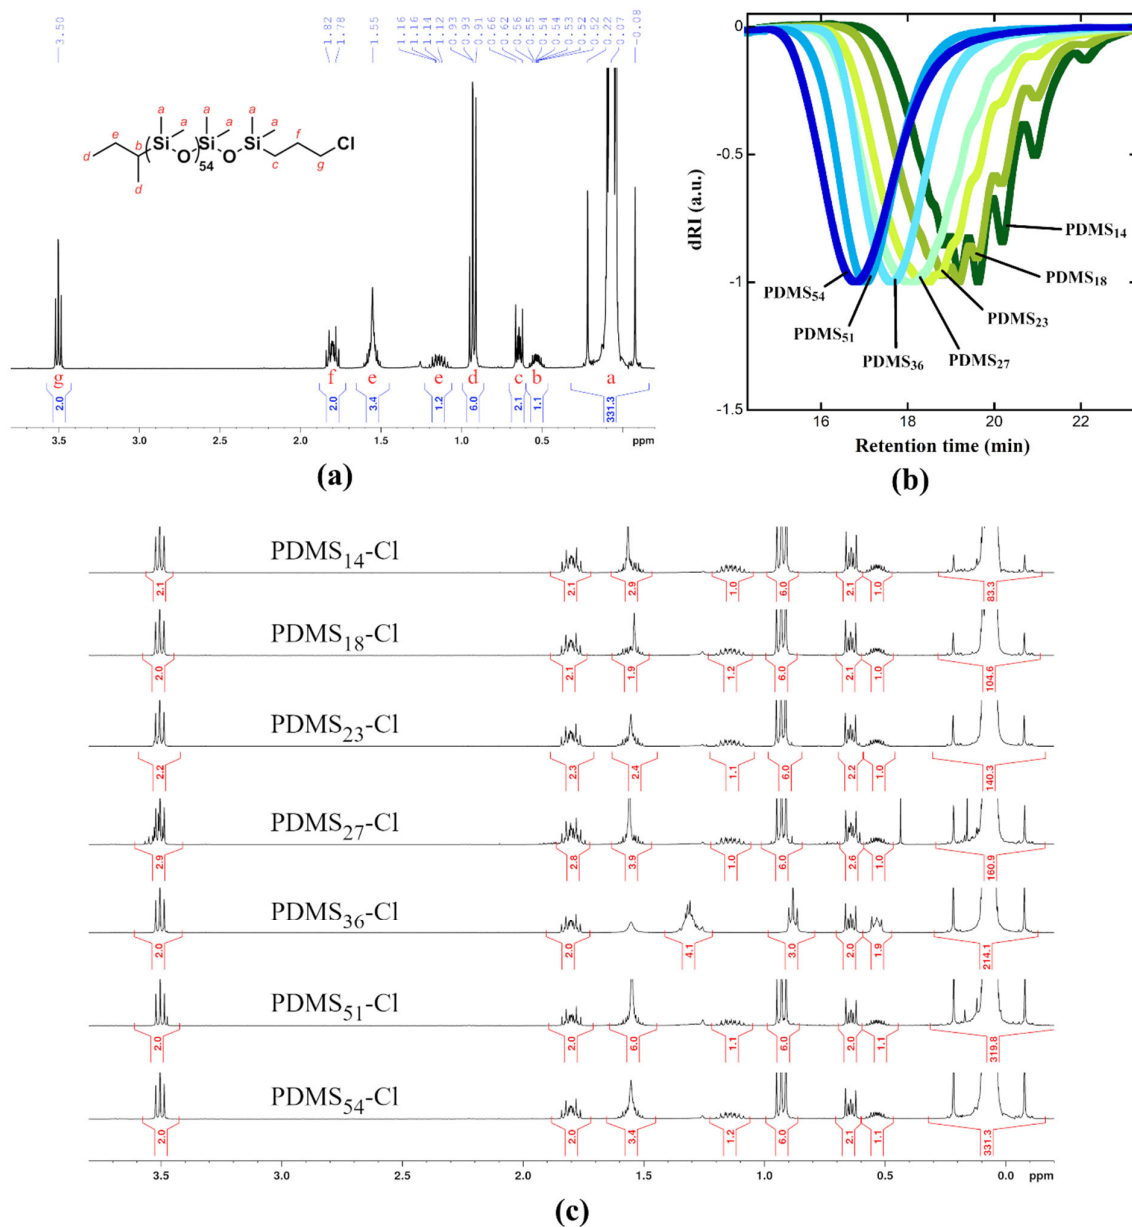 3.50
1.82
1.78
1.55
1.16
1.16
1.14
1.12
0.93
0.93
0.91
0.66
0.62
0.56
0.55
0.54
0.54
0.53
0.52
0.52
0.22
0.07
-0.08
a a a
a a a
e f Cl
d b Si Si Si
O 54 O c g
d
g f e e d c b a
2.0 2.0 3.4 1.2 6.0 2.1 1.1 331.3
3.5 3.0 2.5 2.0 1.5 1.0 0.5 ppm
(a)
0
-0.5
-1
-1.5
dRI (a.u.)
PDMS14
PDMS18
PDMS23
PDMS27
PDMS36
PDMS51
PDMS54
16 18 20 22
Retention time (min)
(b)
PDMS14-Cl
2.1 2.1 2.9 1.0 6.0 2.1 1.0 83.3
PDMS18-Cl
2.0 2.1 1.9 1.2 6.0 2.1 1.0 104.6
PDMS23-Cl
2.2 2.3 2.4 1.1 6.0 2.2 1.0 140.3
PDMS27-Cl
2.9 2.8 3.9 1.0 6.0 2.6 1.0 160.9
PDMS36-Cl
2.0 2.0 4.1 3.0 2.0 1.9 214.1
PDMS51-Cl
2.0 2.0 6.0 1.1 6.0 2.0 1.1 319.8
PDMS54-Cl
2.0 2.0 3.4 1.2 6.0 2.1 1.1 331.3
3.5 3.0 2.5 2.0 1.5 1.0 0.5 0.0 ppm
(c)